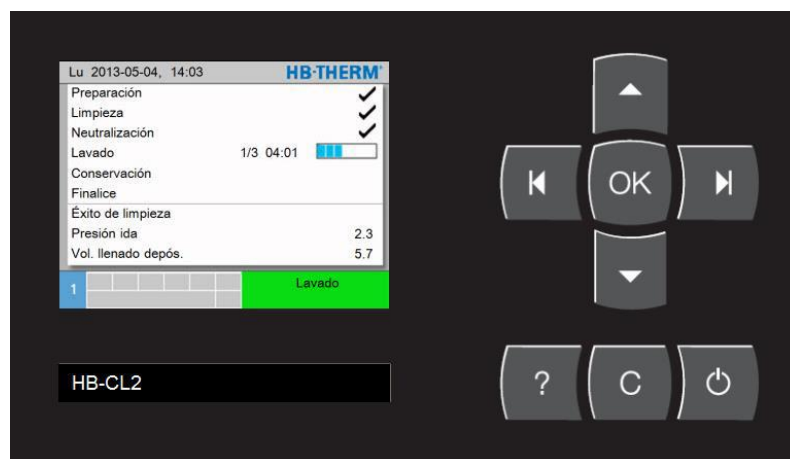 Lu 2013-05-04, 14:03 HB-THERM®
Preparación
Limpieza
Neutralización
Lavado 1/3 04:01
Conservación
Finalice
Éxito de limpieza
Presión ida 2.3
Vol. llenado depós. 5.7
1 Lavado
OK
HB-CL2
? C